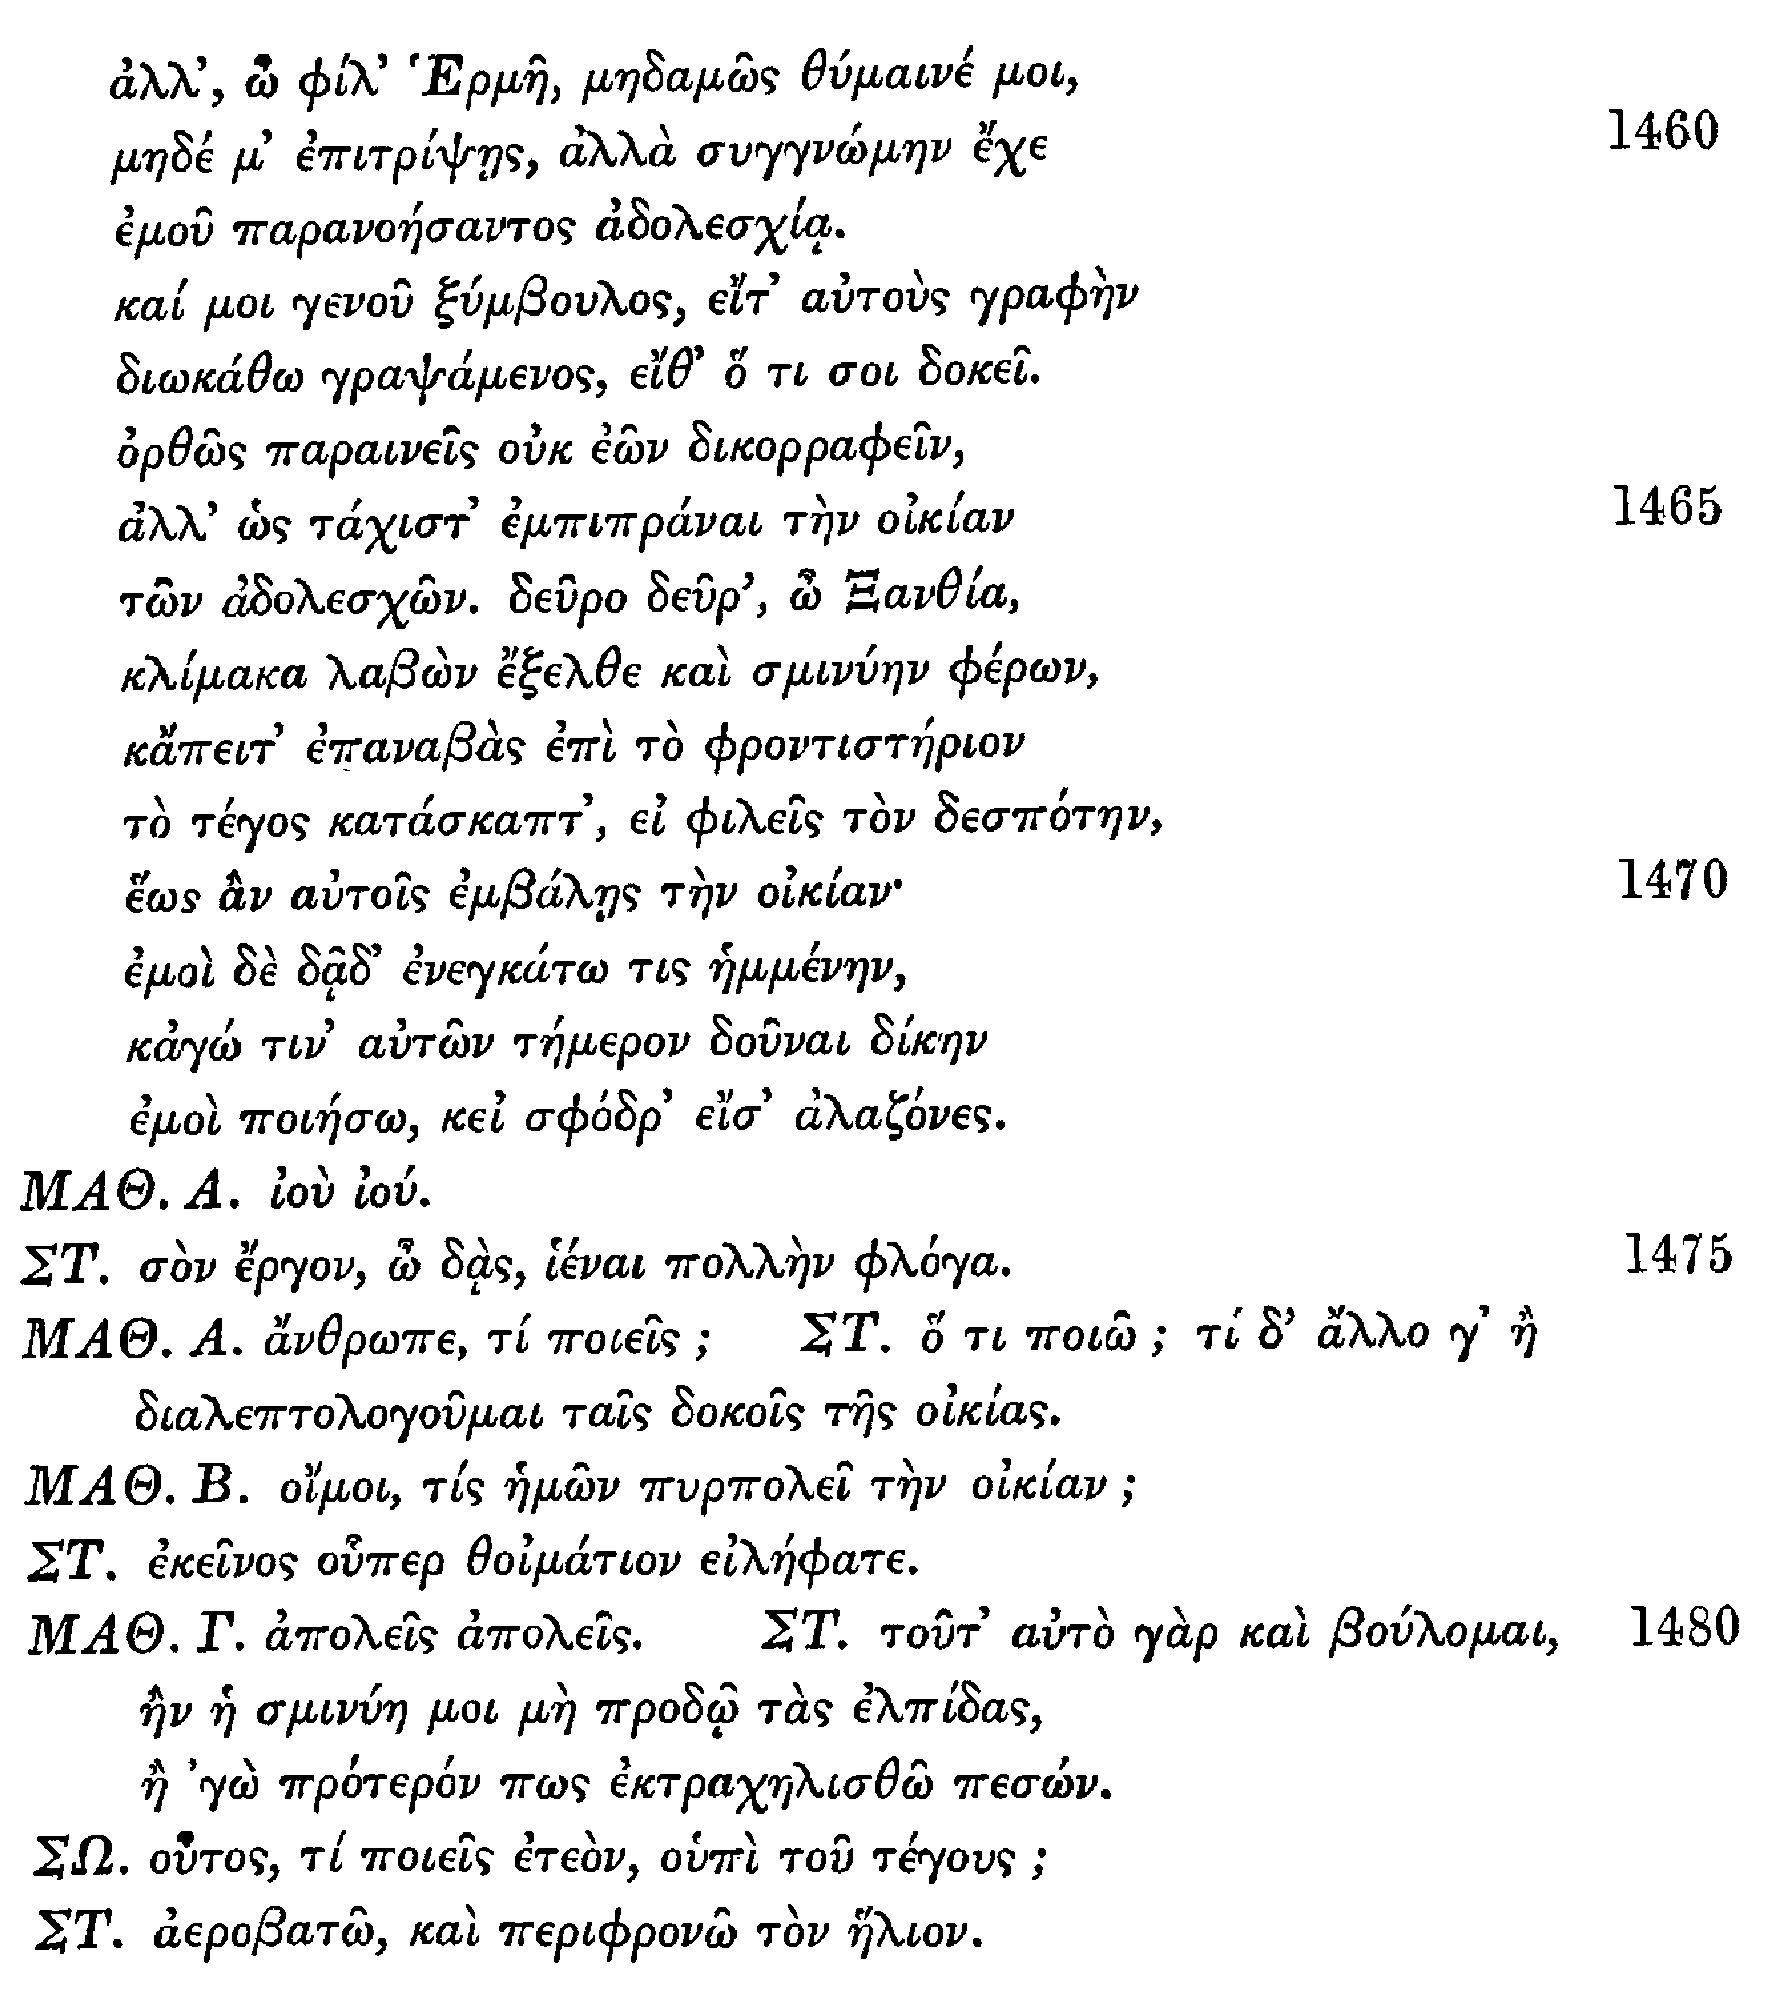 ἀλλ', ὦ φίλ' Ἑρμῆ, μηδαμῶς θύμαινέ μοι,
μηδέ μ' ἐπιτρίψῃς, ἀλλὰ συγγνώμην ἔχε 1460
ἐμοῦ παρανοήσαντος ἀδολεσχίᾳ.
καί μοι γενοῦ ξύμβουλος, εἴτ' αὐτοὺς γραφὴν
διωκάθω γραψάμενος, εἴθ' ὅ τι σοι δοκεῖ.
ὀρθῶς παραινεῖς οὐκ ἐῶν δικορραφεῖν,
ἀλλ' ὡς τάχιστ' ἐμπιπράναι τὴν οἰκίαν 1465
τῶν ἀδολεσχῶν. δεῦρο δεῦρ', ὦ Ξανθία,
κλίμακα λαβὼν ἔξελθε καὶ σμινύην φέρων,
κἄπειτ' ἐπαναβὰς ἐπὶ τὸ φροντιστήριον
τὸ τέγος κατάσκαπτ', εἰ φιλεῖς τὸν δεσπότην,
ἕως ἂν αὐτοῖς ἐμβάλῃς τὴν οἰκίαν· 1470
ἐμοὶ δὲ δᾷδ' ἐνεγκάτω τις ἡμμένην,
κἀγώ τιν' αὐτῶν τήμερον δοῦναι δίκην
ἐμοὶ ποιήσω, κεἰ σφόδρ' εἴσ' ἀλαζόνες.
ΜΑΘ. Α. ἰοὺ ἰού.
ΣΤ. σὸν ἔργον, ὦ δᾲς, ἱέναι πολλὴν φλόγα. 1475
ΜΑΘ. Α. ἄνθρωπε, τί ποιεῖς ; ΣΤ. ὅ τι ποιῶ ; τί δ' ἄλλο γ' ἢ
διαλεπτολογοῦμαι ταῖς δοκοῖς τῆς οἰκίας.
ΜΑΘ. Β. οἴμοι, τίς ἡμῶν πυρπολεῖ τὴν οἰκίαν ;
ΣΤ. ἐκεῖνος οὗπερ θοἰμάτιον εἰλήφατε.
ΜΑΘ. Γ. ἀπολεῖς ἀπολεῖς. ΣΤ. τοῦτ' αὐτὸ γὰρ καὶ βούλομαι, 1480
ἢν ἡ σμινύη μοι μὴ προδῷ τὰς ἐλπίδας,
ἢ 'γὼ πρότερόν πως ἐκτραχηλισθῶ πεσών.
ΣΩ. οὗτος, τί ποιεῖς ἐτεὸν, οὑπὶ τοῦ τέγους ;
ΣΤ. ἀεροβατῶ, καὶ περιφρονῶ τὸν ἥλιον.